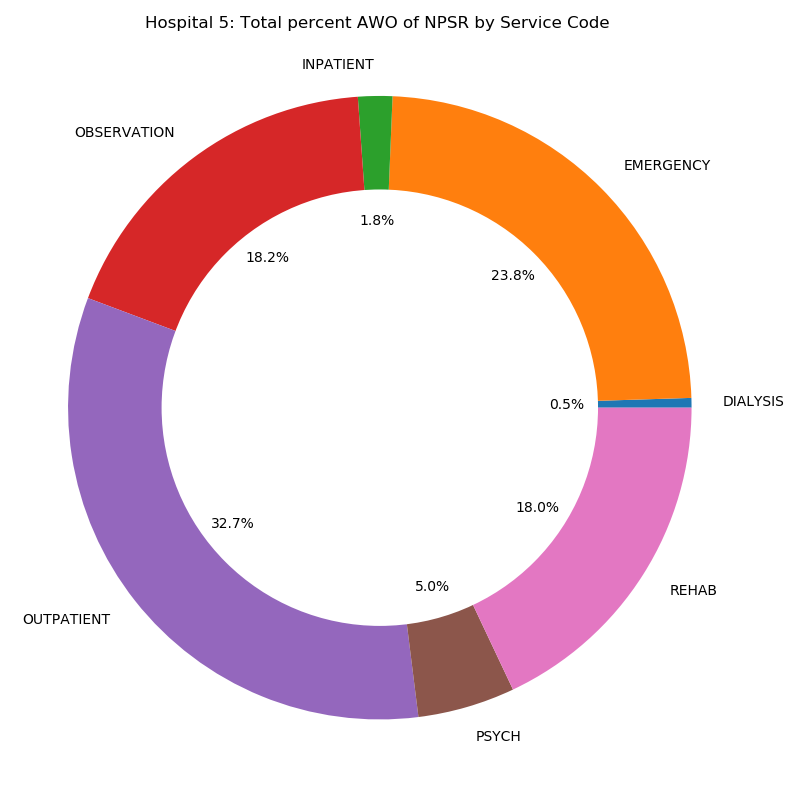 Hospital 5: Total percent AWO of NPSR by Service Code
INPATIENT
OBSERVATION
EMERGENCY
1.8%
18.2%
23.8%
DIALYSIS
0.5%
18.0%
32.7%
5.0%
REHAB
OUTPATIENT
PSYCH